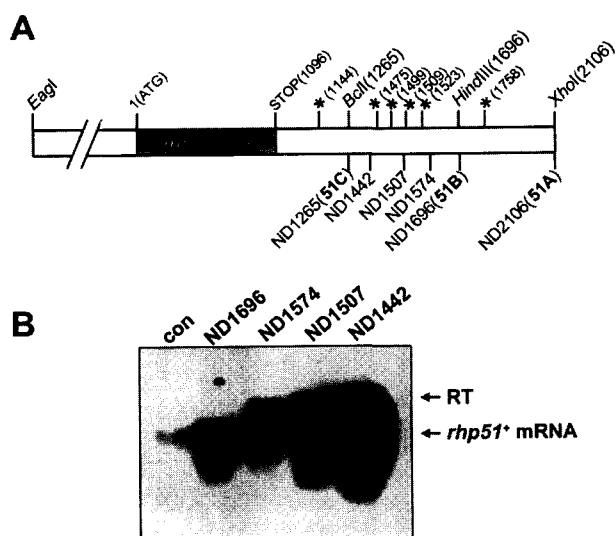 A
EagI
1(ATG)
STOP(1096)
*(1144)
BclI(1265)
*(1475)
*(1499)
*(1509)
*(1523)
HindIII(1696)
*(1758)
XhoI(2106)
ND1265(51C)
ND1442
ND1507
ND1574
ND1696(51B)
ND2106(51A)
B
con
ND1696
ND1574
ND1507
ND1442
← RT
← rhp51⁺ mRNA